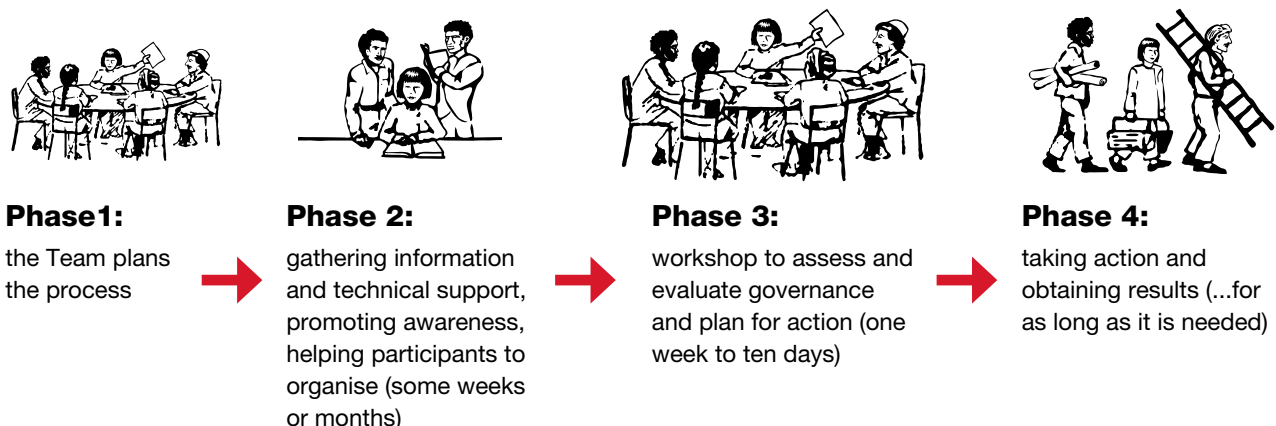 Phase1:
the Team plans
the process
Phase 2:
gathering information
and technical support,
promoting awareness,
helping participants to
organise (some weeks
or months)
Phase 3:
workshop to assess and
evaluate governance
and plan for action (one
week to ten days)
Phase 4:
taking action and
obtaining results (...for
as long as it is needed)